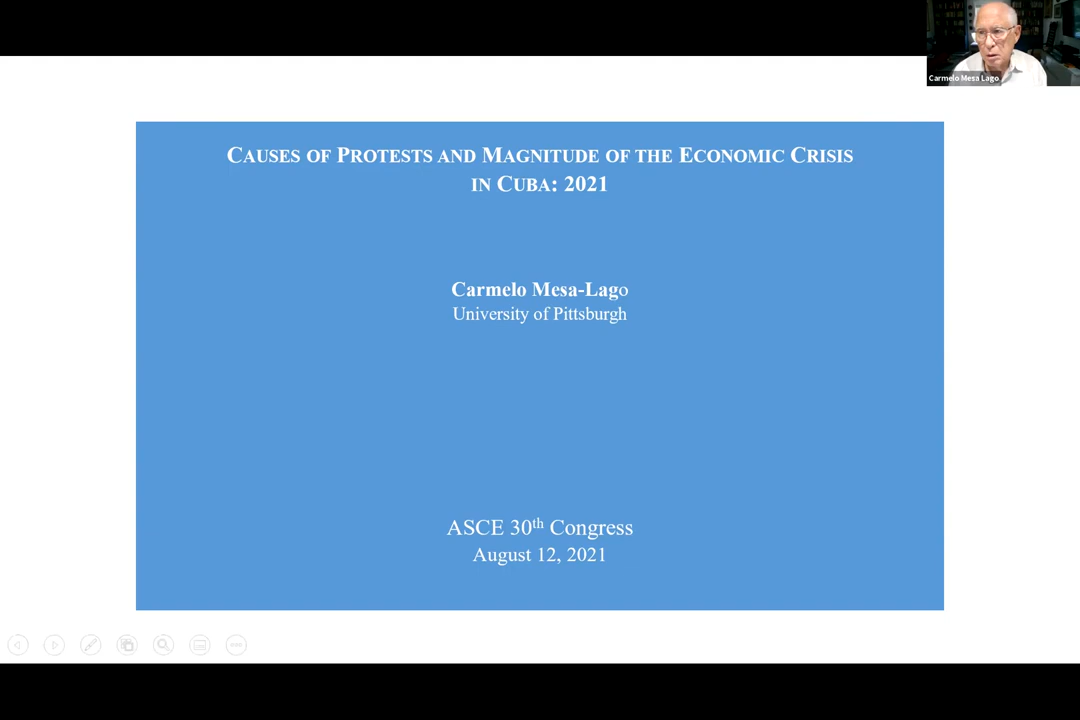 Carmelo Mesa Lago
CAUSES OF PROTESTS AND MAGNITUDE OF THE ECONOMIC CRISIS
IN CUBA: 2021
Carmelo Mesa-Lago
University of Pittsburgh
ASCE 30th Congress
August 12, 2021